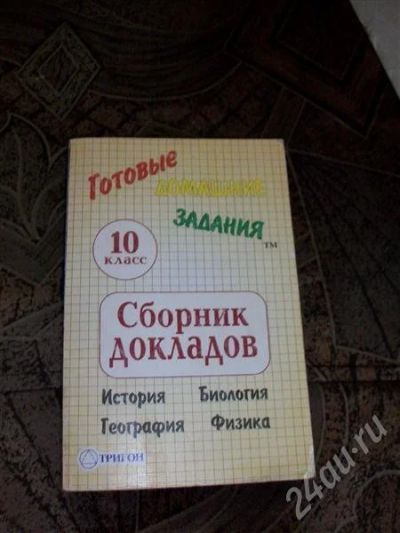 Готовые
ДОМАШНИЕ
ЗАДАНИЯ
™
10
класс
Сборник
докладов
История Биология
География Физика
ТРИГОН
24au.ru